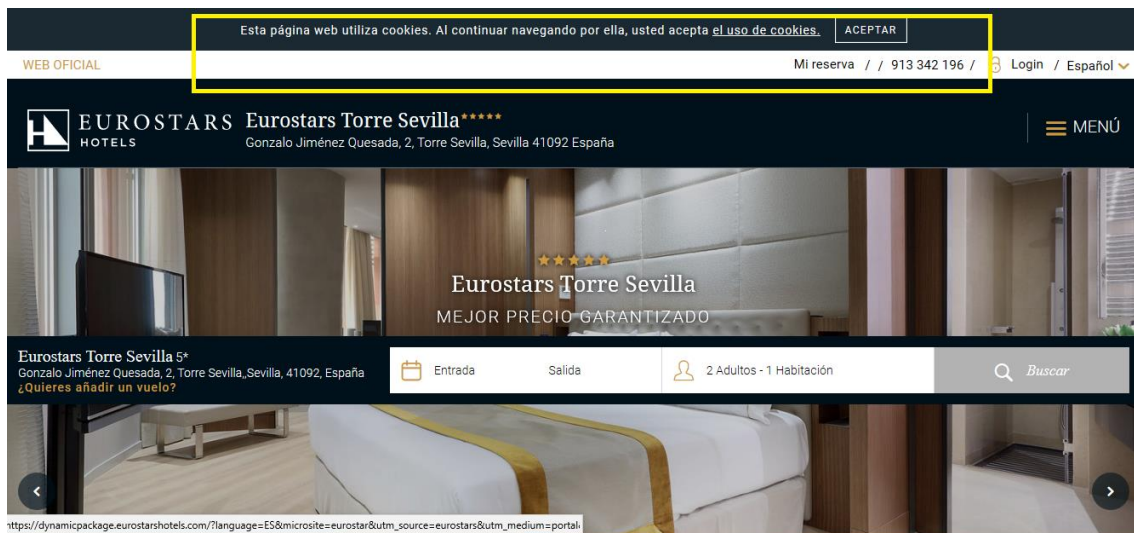 Esta página web utiliza cookies. Al continuar navegando por ella, usted acepta el uso de cookies. ACEPTAR
WEB OFICIAL Mi reserva / / 913 342 196 / Login / Español
EUROSTARS HOTELS
Eurostars Torre Sevilla*****
Gonzalo Jiménez Quesada, 2, Torre Sevilla, Sevilla 41092 España
MENÚ
Eurostars Torre Sevilla
MEJOR PRECIO GARANTIZADO
Eurostars Torre Sevilla 5*
Gonzalo Jiménez Quesada, 2, Torre Sevilla,,Sevilla, 41092, España
¿Quieres añadir un vuelo?
Entrada Salida 2 Adultos - 1 Habitación Buscar
https://dynamicpackage.eurostarshotels.com/?language=ES&microsite=eurostar&utm_source=eurostars&utm_medium=portal